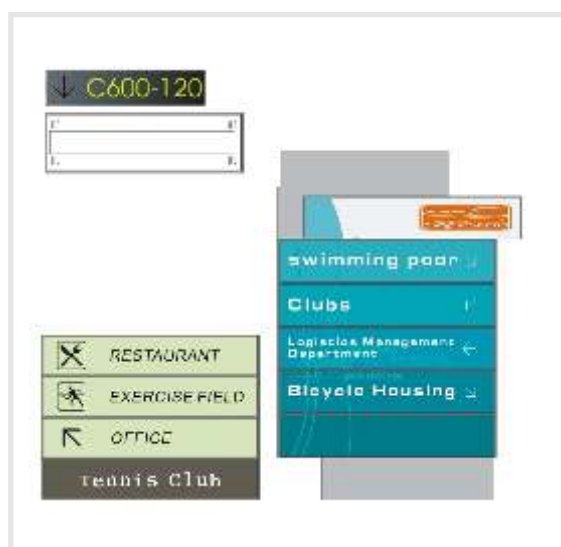 C600-120
swimming poor
Clubs
Logistics Management
Department
Bicycle Housing
RESTAURANT
EXERCISE FIELD
OFFICE
Tennis Club